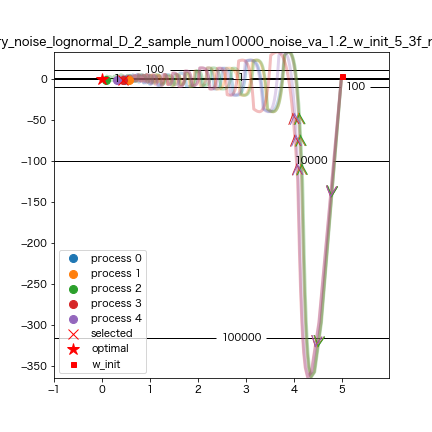 ry_noise_lognormal_D_2_sample_num10000_noise_va_1.2_w_init_5_3f_r
0
−50
−100
−150
−200
−250
−300
−350
100
1
1
100
10000
100000
process 0
process 1
process 2
process 3
process 4
selected
optimal
w_init
−1 0 1 2 3 4 5